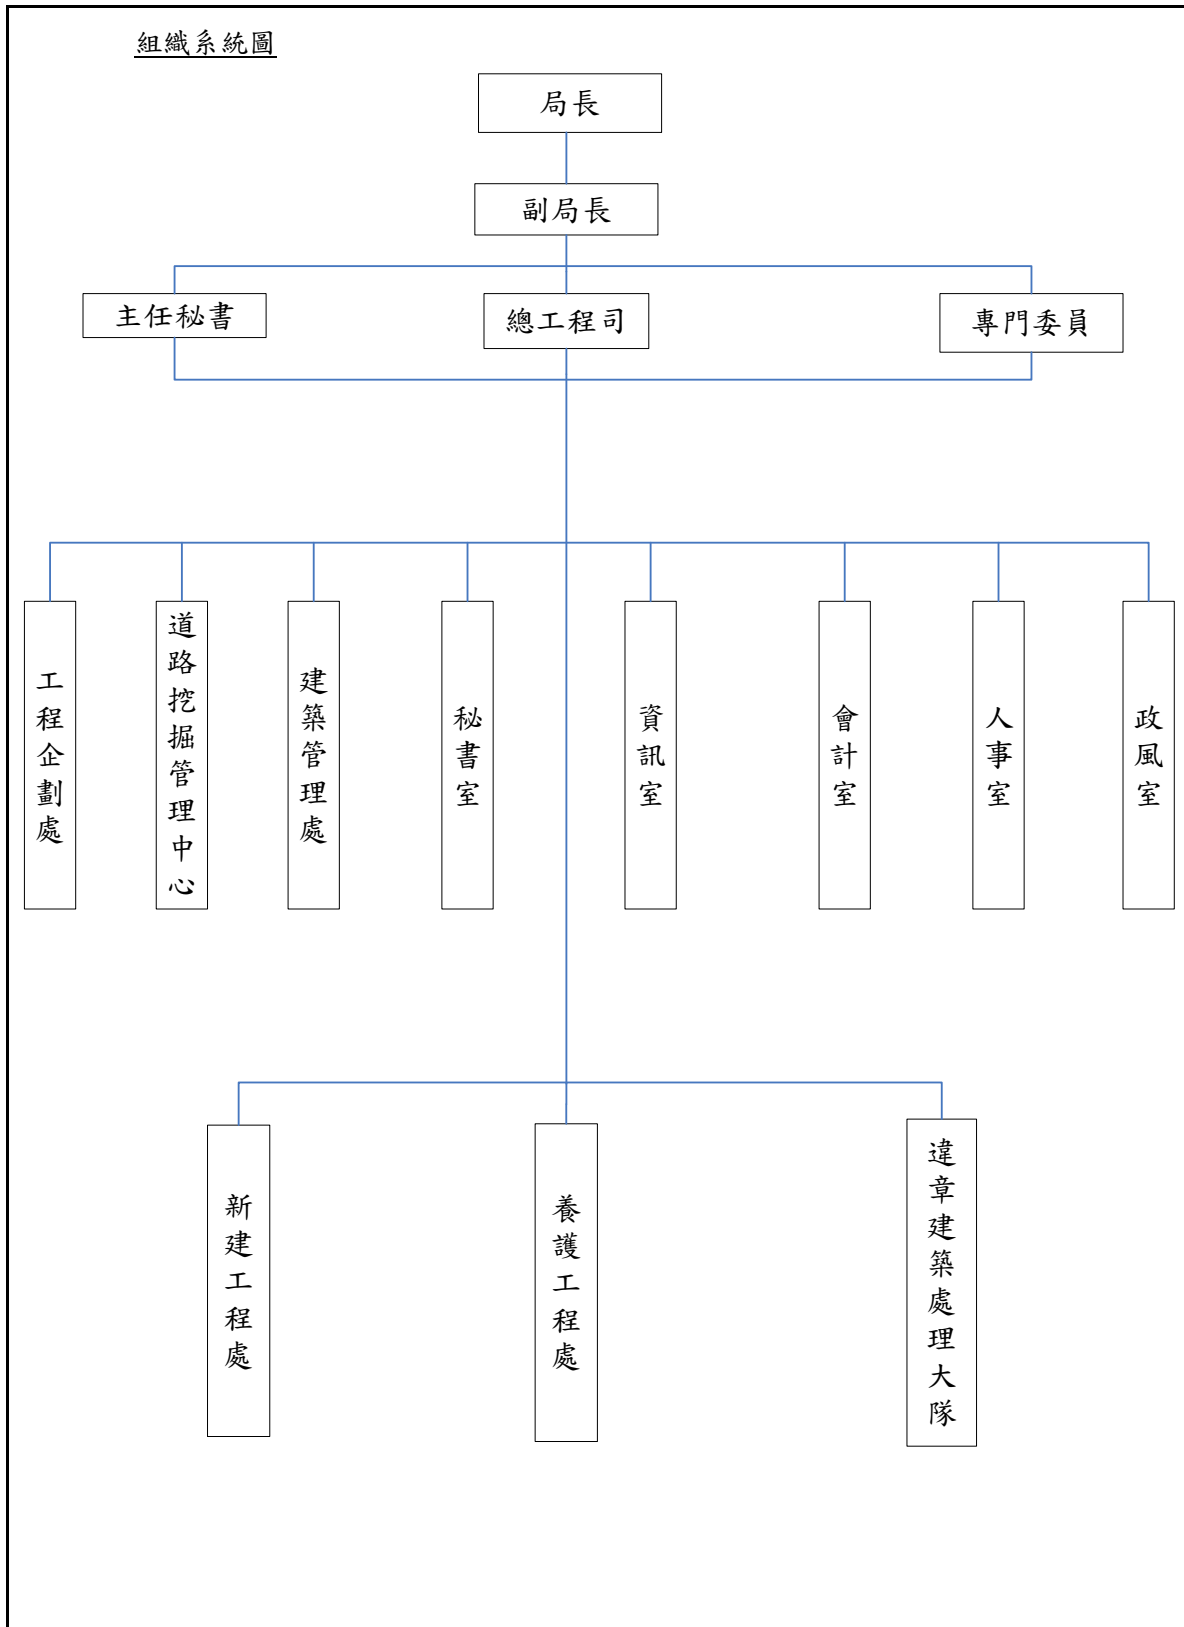 組織系統圖
局長
副局長
主任秘書
總工程司
專門委員
工程企劃處
道路挖掘管理中心
建築管理處
秘書室
資訊室
會計室
人事室
政風室
新建工程處
養護工程處
違章建築處理大隊